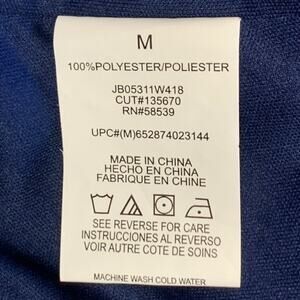 M
100%POLYESTER/POLIESTER
JB05311W418
CUT#135670
RN#58539
UPC#(M)652874023144
MADE IN CHINA
HECHO EN CHINA
FABRIQUE EN CHINE
SEE REVERSE FOR CARE
INSTRUCCIONES AL REVERSO
VOIR AUTRE COTE DE TISSAGE
MACHINE WASH COLD WATER